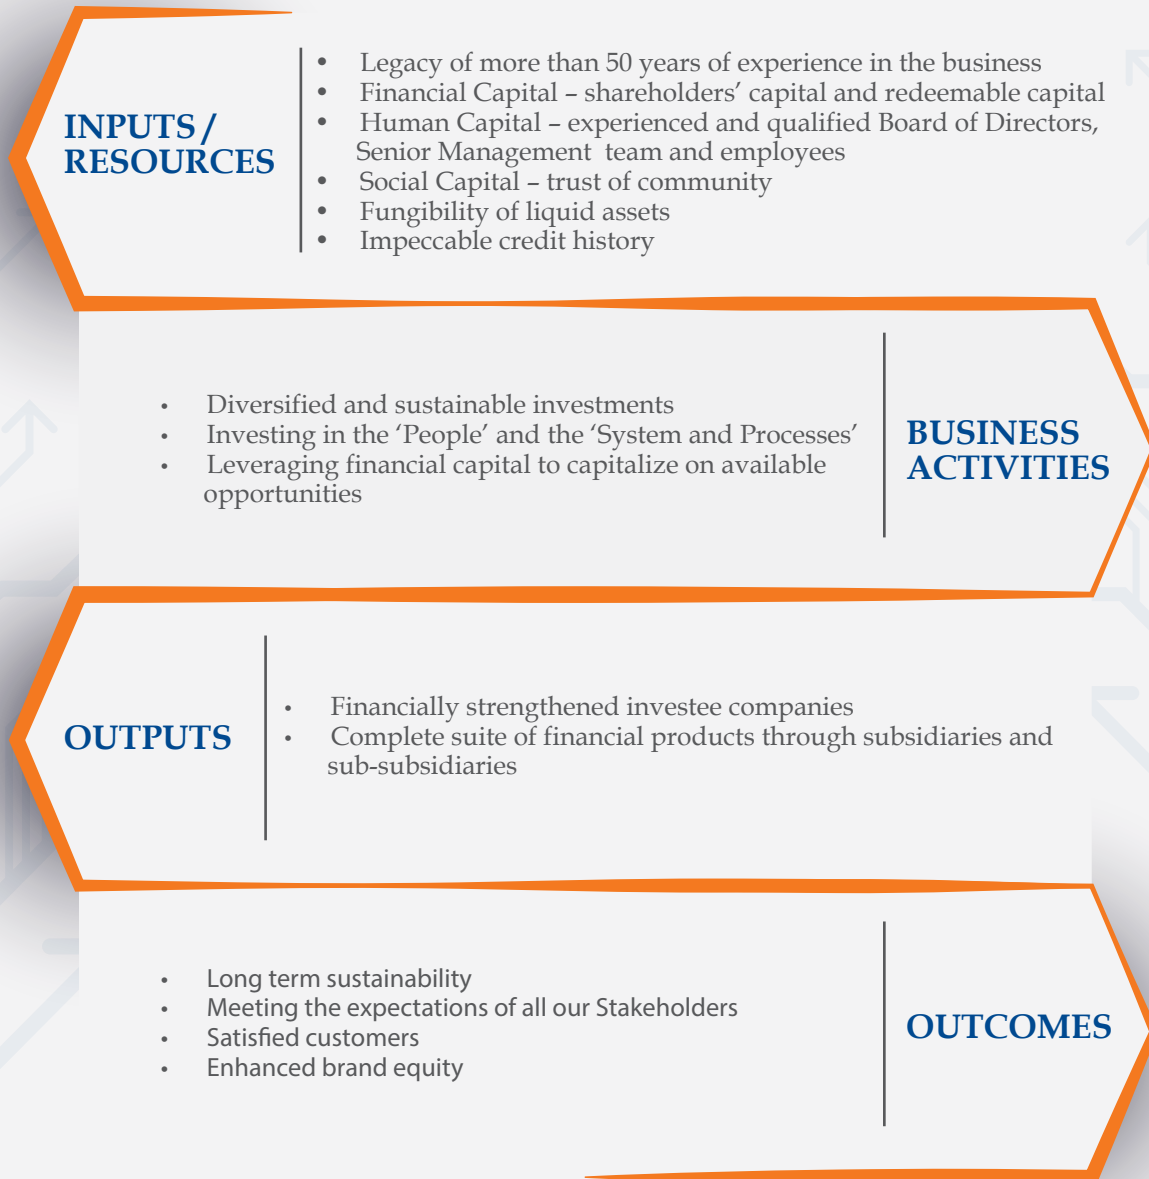 INPUTS /
RESOURCES
• Legacy of more than 50 years of experience in the business
• Financial Capital – shareholders’ capital and redeemable capital
• Human Capital – experienced and qualified Board of Directors,
Senior Management team and employees
• Social Capital – trust of community
• Fungibility of liquid assets
• Impeccable credit history
• Diversified and sustainable investments
• Investing in the ‘People’ and the ‘System and Processes’
• Leveraging financial capital to capitalize on available
opportunities
BUSINESS
ACTIVITIES
OUTPUTS
• Financially strengthened investee companies
• Complete suite of financial products through subsidiaries and
sub-subsidiaries
• Long term sustainability
• Meeting the expectations of all our Stakeholders
• Satisfied customers
• Enhanced brand equity
OUTCOMES